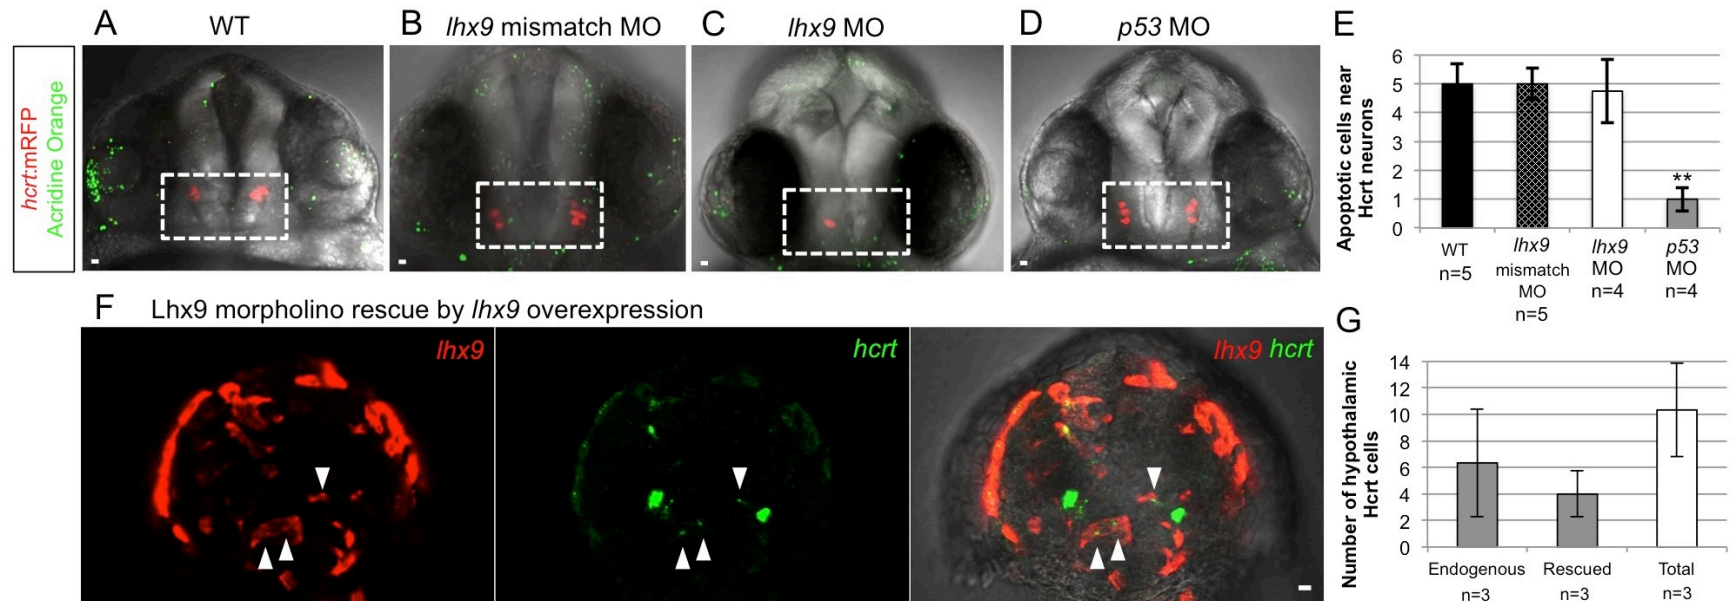 A WT
B lhx9 mismatch MO
C lhx9 MO
D p53 MO
hcrt:mRFP
Acridine Orange
E
Apoptotic cells near
Hcrt neurons
6
5
4
3
2
1
0
**
WT
n=5
lhx9
mismatch
MO
n=5
lhx9
MO
n=4
p53
MO
n=4
F Lhx9 morpholino rescue by lhx9 overexpression
lhx9
hcrt
lhx9 hcrt
G
Number of hypothalamic
Hcrt cells
14
12
10
8
6
4
2
0
Endogenous
n=3
Rescued
n=3
Total
n=3